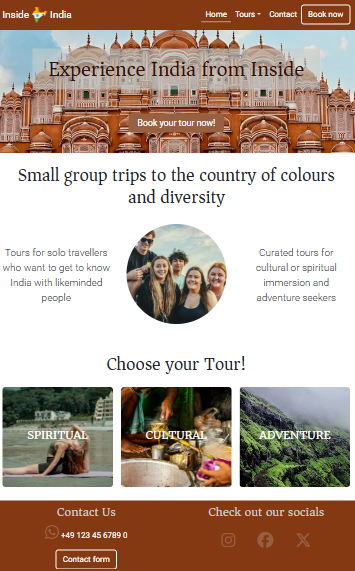 Inside India
Home Tours Contact Book now
Experience India from Inside
Book your tour now!
Small group trips to the country of colours
and diversity
Tours for solo travellers
who want to get to know
India with likeminded
people
Curated tours for
cultural or spiritual
immersion and
adventure seekers
Choose your Tour!
SPIRITUAL
CULTURAL
ADVENTURE
Contact Us
+49 123 45 6789 0
Contact form
Check out our socials